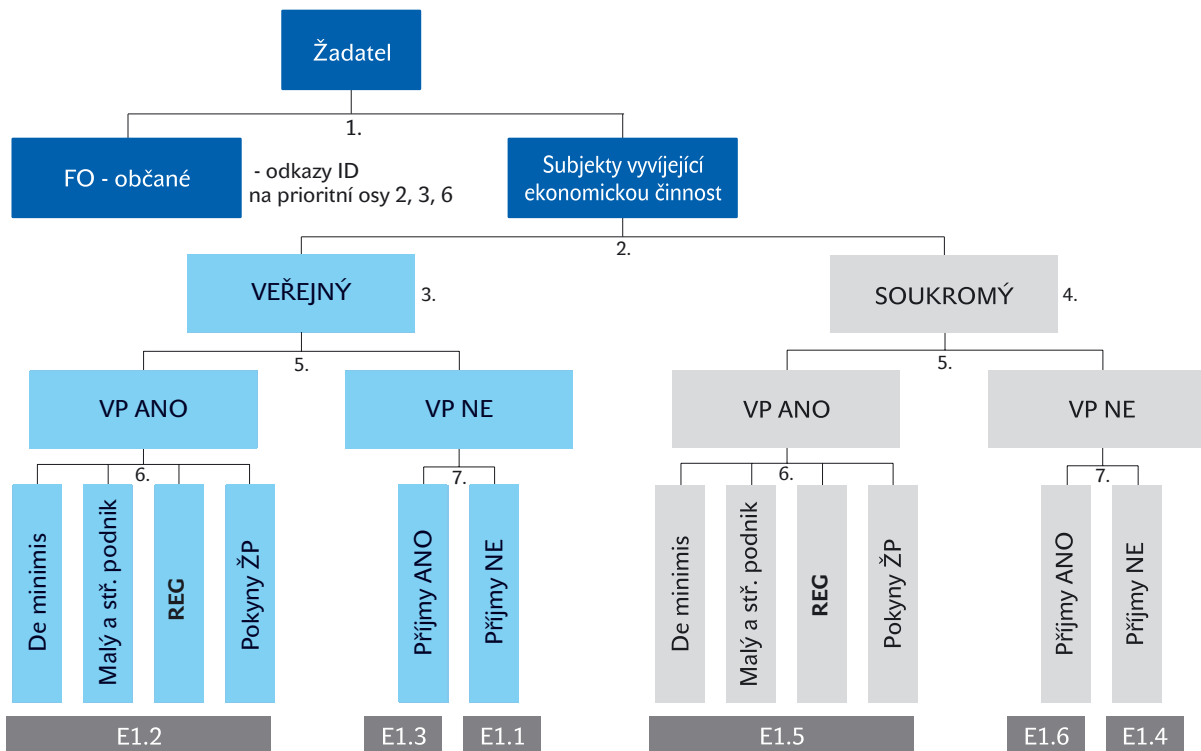 Žadatel
1.
FO - občané
- odkazy ID
na prioritní osy 2, 3, 6
Subjekty vyvíjející
ekonomickou činnost
2.
VEŘEJNÝ
3.
SOUKROMÝ
4.
5.
5.
VP ANO
VP NE
VP ANO
VP NE
6.
7.
6.
7.
De minimis
Malý a stř. podnik
REG
Pokyny ŽP
Příjmy ANO
Příjmy NE
De minimis
Malý a stř. podnik
REG
Pokyny ŽP
Příjmy ANO
Příjmy NE
E1.2
E1.3
E1.1
E1.5
E1.6
E1.4